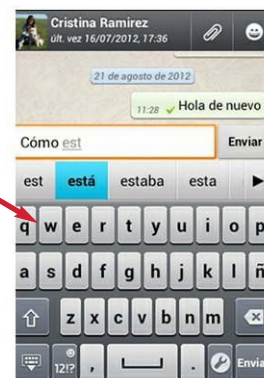 Cristina Ramirez
últ. vez 16/07/2012, 17:36
21 de agosto de 2012
11:28 Hola de nuevo
Cómo est Enviar
est está estaba esta
q w e r t y u i o p
a s d f g h j k l ñ
z x c v b n m
12!? , . Envia